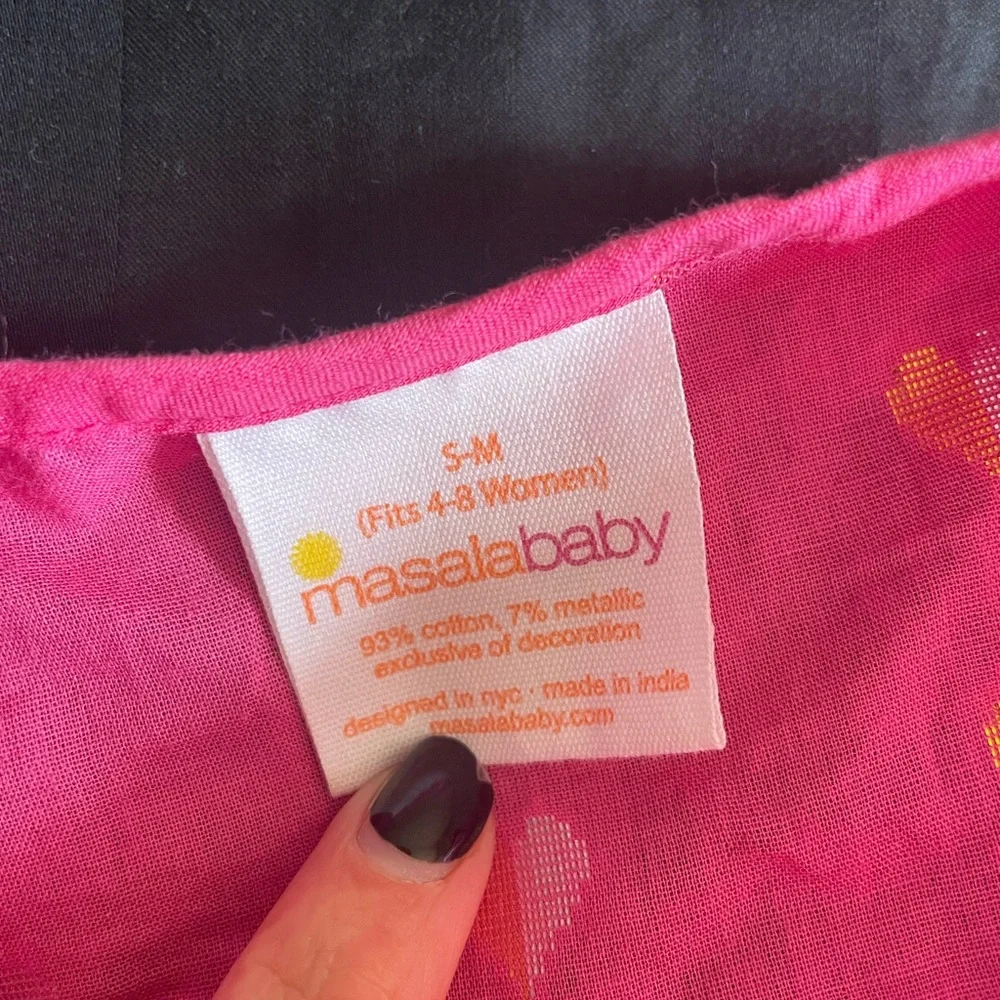 S-M
(Fits 4-8 Women)
masalababy
93% cotton, 7% metallic
exclusive of decoration
designed in nyc · made in india
masalababy.com